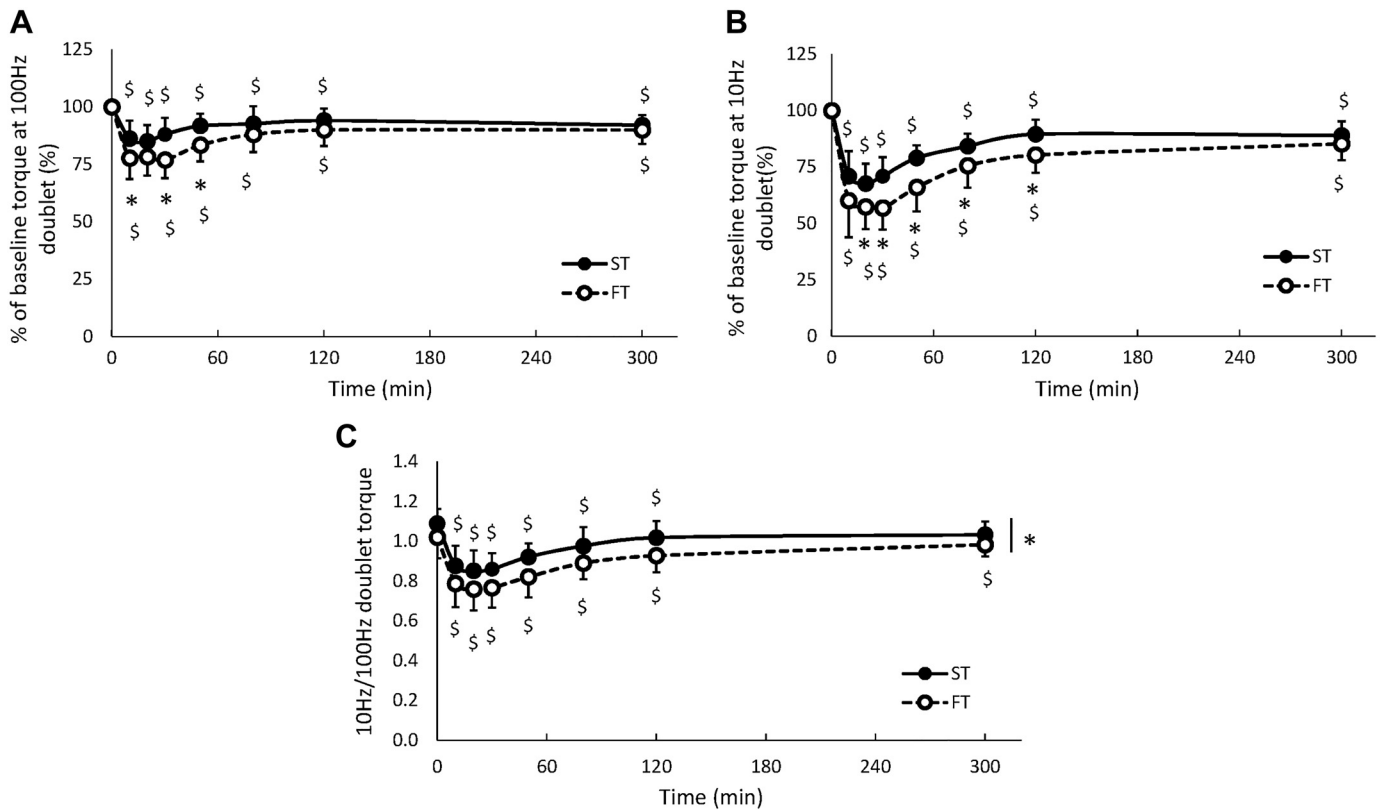 A
% of baseline torque at 100Hz
doublet (%)
125
100
75
50
25
0
$ $ $ $ $ $ $
* * *
$ $ $ $ $ $
ST
FT
0 60 120 180 240 300
Time (min)
B
% of baseline torque at 10Hz
doublet(%)
125
100
75
50
25
0
$ $ $ $ $ $ $
* * * * *
$ $ $ $ $ $ $
ST
FT
0 60 120 180 240 300
Time (min)
C
10Hz/100Hz doublet torque
1.4
1.2
1.0
0.8
0.6
0.4
0.2
0.0
$ $ $ $ $ $
*
$ $ $ $ $ $ $
ST
FT
0 60 120 180 240 300
Time (min)